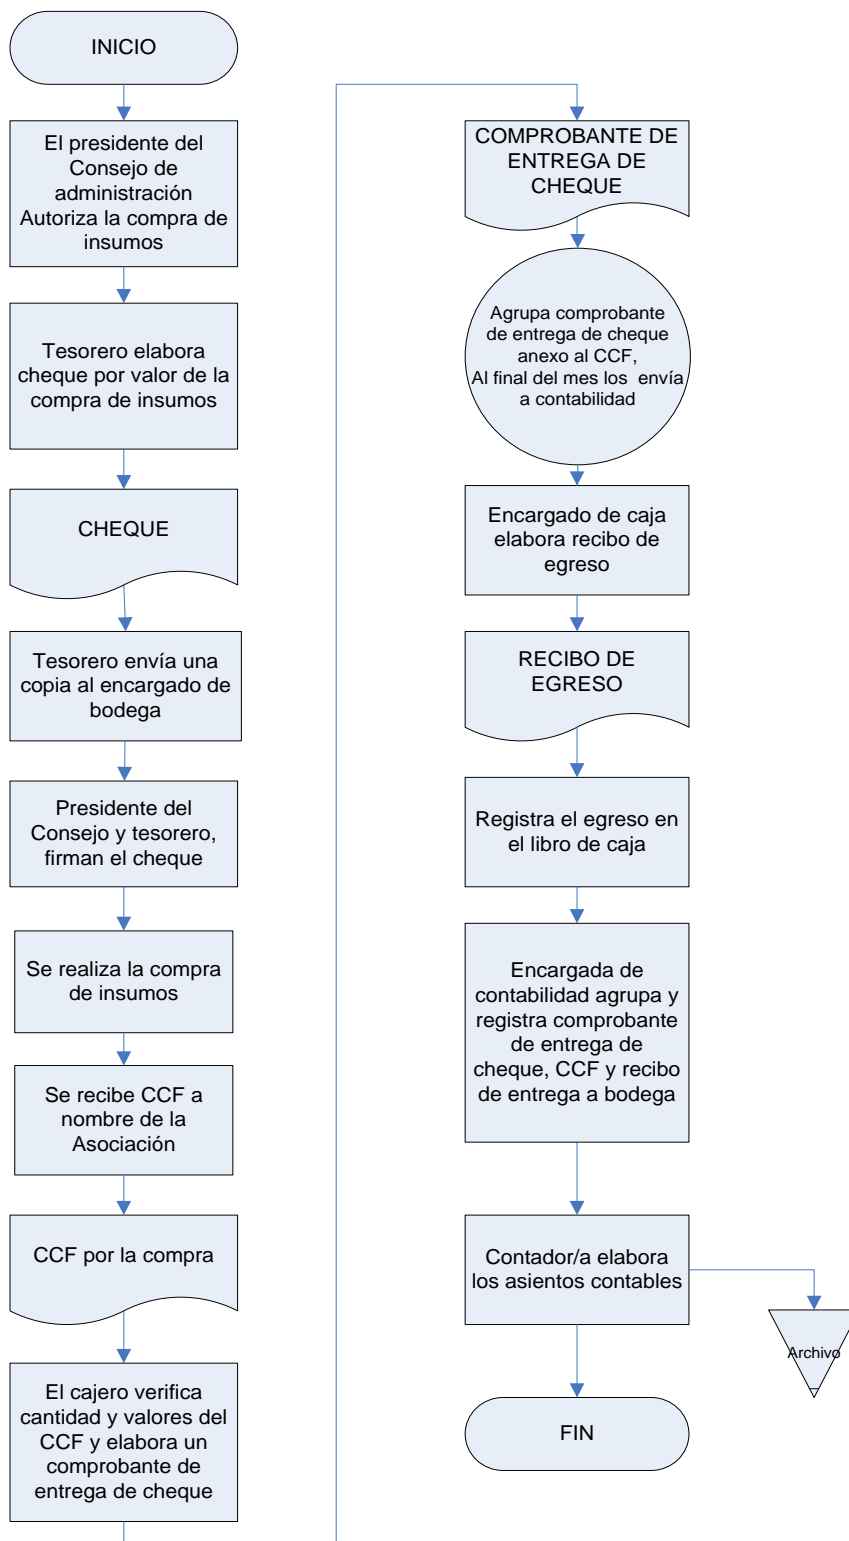 INICIO
El presidente del
Consejo de
administración
Autoriza la compra de
insumos
Tesorero elabora
cheque por valor de la
compra de insumos
CHEQUE
Tesorero envía una
copia al encargado de
bodega
Presidente del
Consejo y tesorero,
firman el cheque
Se realiza la compra
de insumos
Se recibe CCF a
nombre de la
Asociación
CCF por la compra
El cajero verifica
cantidad y valores del
CCF y elabora un
comprobante de
entrega de cheque
COMPROBANTE DE
ENTREGA DE
CHEQUE
Agrupa comprobante
de entrega de cheque
anexo al CCF,
Al final del mes los envía
a contabilidad
Encargado de caja
elabora recibo de
egreso
RECIBO DE
EGRESO
Registra el egreso en
el libro de caja
Encargada de
contabilidad agrupa y
registra comprobante
de entrega de
cheque, CCF y recibo
de entrega a bodega
Contador/a elabora
los asientos contables
Archivo
FIN